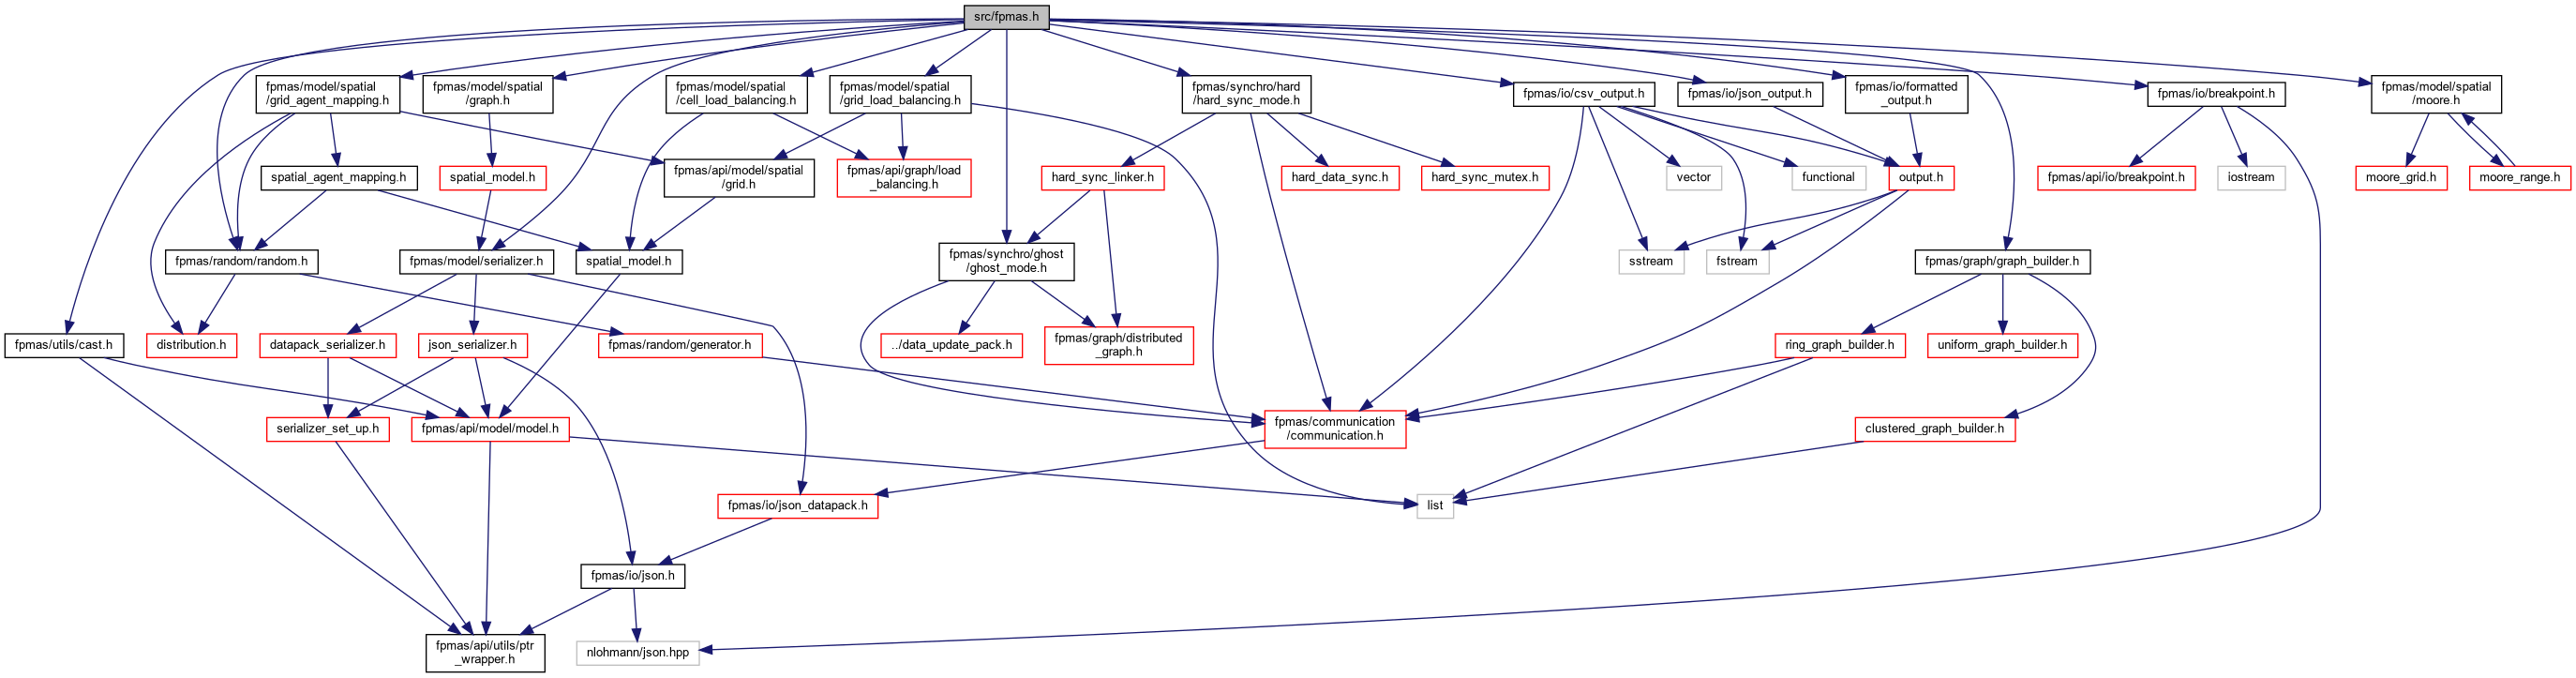 src/fpmas.h
fpmas/model/spatial
/grid_agent_mapping.h
fpmas/model/spatial
/graph.h
fpmas/model/spatial
/cell_load_balancing.h
fpmas/model/spatial
/grid_load_balancing.h
fpmas/synchro/hard
/hard_sync_mode.h
fpmas/io/csv_output.h
fpmas/io/json_output.h
fpmas/io/formatted
_output.h
fpmas/io/breakpoint.h
fpmas/model/spatial
/moore.h
spatial_agent_mapping.h
spatial_model.h
fpmas/api/model/spatial
/grid.h
fpmas/api/graph/load
_balancing.h
hard_sync_linker.h
hard_data_sync.h
hard_sync_mutex.h
vector
functional
output.h
fpmas/api/io/breakpoint.h
iostream
moore_grid.h
moore_range.h
fpmas/random/random.h
fpmas/model/serializer.h
spatial_model.h
fpmas/synchro/ghost
/ghost_mode.h
sstream
fstream
fpmas/graph/graph_builder.h
fpmas/utils/cast.h
distribution.h
datapack_serializer.h
json_serializer.h
fpmas/random/generator.h
../data_update_pack.h
fpmas/graph/distributed
_graph.h
ring_graph_builder.h
uniform_graph_builder.h
serializer_set_up.h
fpmas/api/model/model.h
fpmas/communication
/communication.h
clustered_graph_builder.h
fpmas/io/json_datapack.h
list
fpmas/io/json.h
fpmas/api/utils/ptr
_wrapper.h
nlohmann/json.hpp